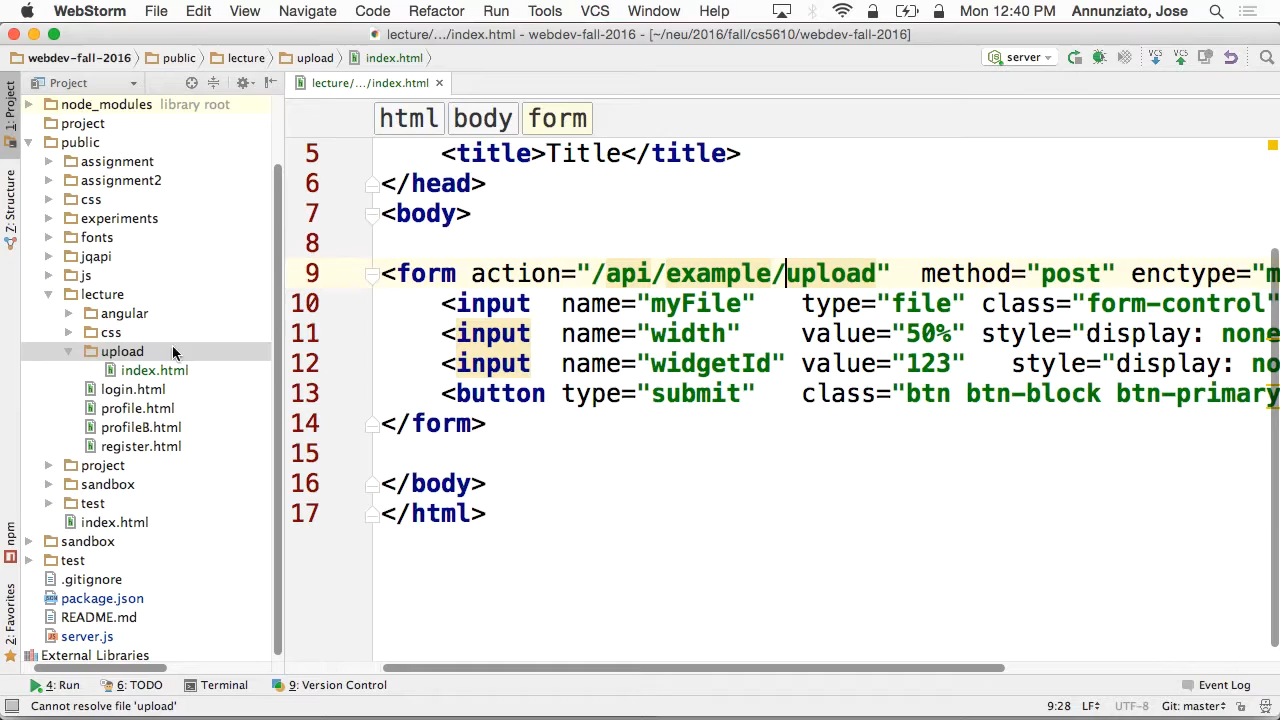 WebStorm File Edit View Navigate Code Refactor Run Tools VCS Window Help Mon 12:40 PM Annunziato, Jose
lecture/.../index.html - webdev-fall-2016 - [~/neu/2016/fall/cs5610/webdev-fall-2016]
webdev-fall-2016 public lecture upload index.html server VCS VCS
Project lecture/.../index.html
1: Project
Z: Structure
npm
2: Favorites
node_modules library root
project
public
assignment
assignment2
css
experiments
fonts
jqapi
js
lecture
angular
css
upload
index.html
login.html
profile.html
profileB.html
register.html
project
sandbox
test
index.html
sandbox
test
.gitignore
package.json
README.md
server.js
External Libraries
html body form
5 <title>Title</title>
6 </head>
7 <body>
8
9 <form action="/api/example/upload" method="post" enctype="m
10 <input name="myFile" type="file" class="form-control"
11 <input name="width" value="50%" style="display: none
12 <input name="widgetId" value="123" style="display: no
13 <button type="submit" class="btn btn-block btn-primary
14 </form>
15
16 </body>
17 </html>
4: Run 6: TODO Terminal 9: Version Control Event Log
Cannot resolve file 'upload' 9:28 LF UTF-8 Git: master